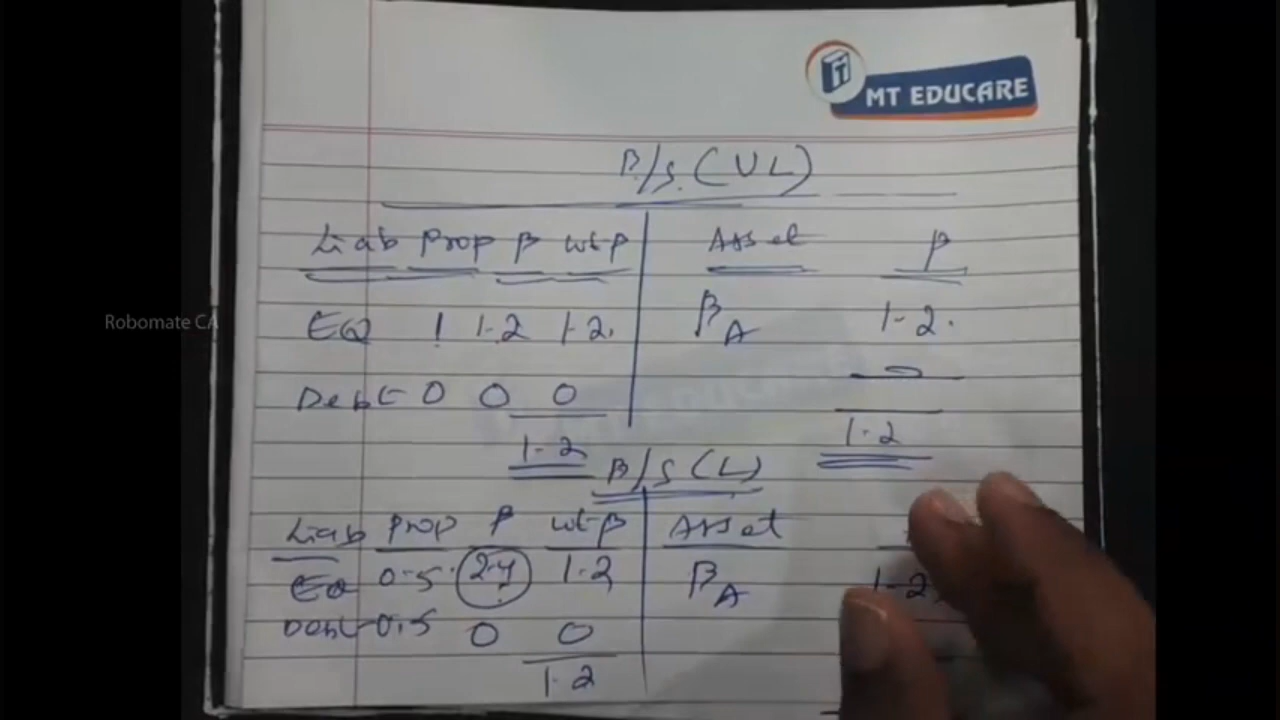 MT EDUCARE
B/S. (UL)
Liab Prop β wt-β Asset β
Robomate CA
EQ 1 1.2 1.2. βA 1-2.
Debt 0 0 0
1-2 1-2
B/S (L)
Liab Prop β wt-β Asset
EQ 0-5 2.4 1.2 βA 1-2
Debt 0.5 0 0
1-2